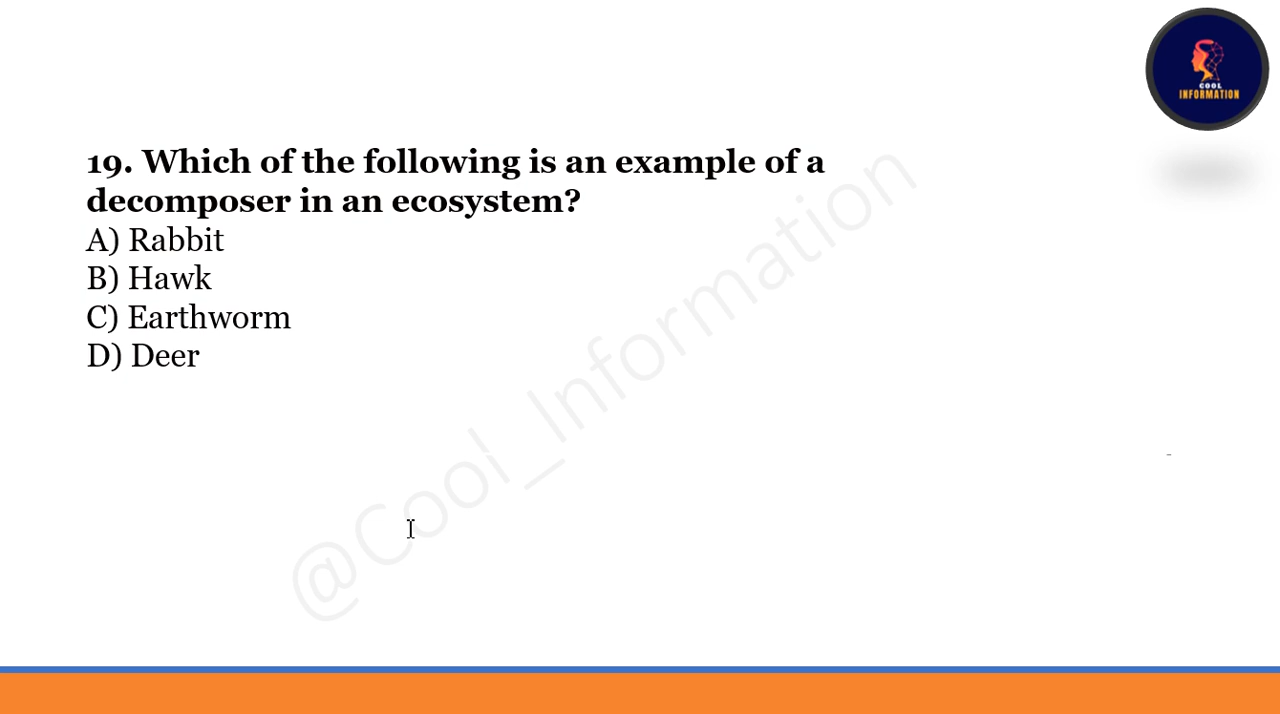 COOL
INFORMATION
19. Which of the following is an example of a
decomposer in an ecosystem?
A) Rabbit
B) Hawk
C) Earthworm
D) Deer
@Cool_Information